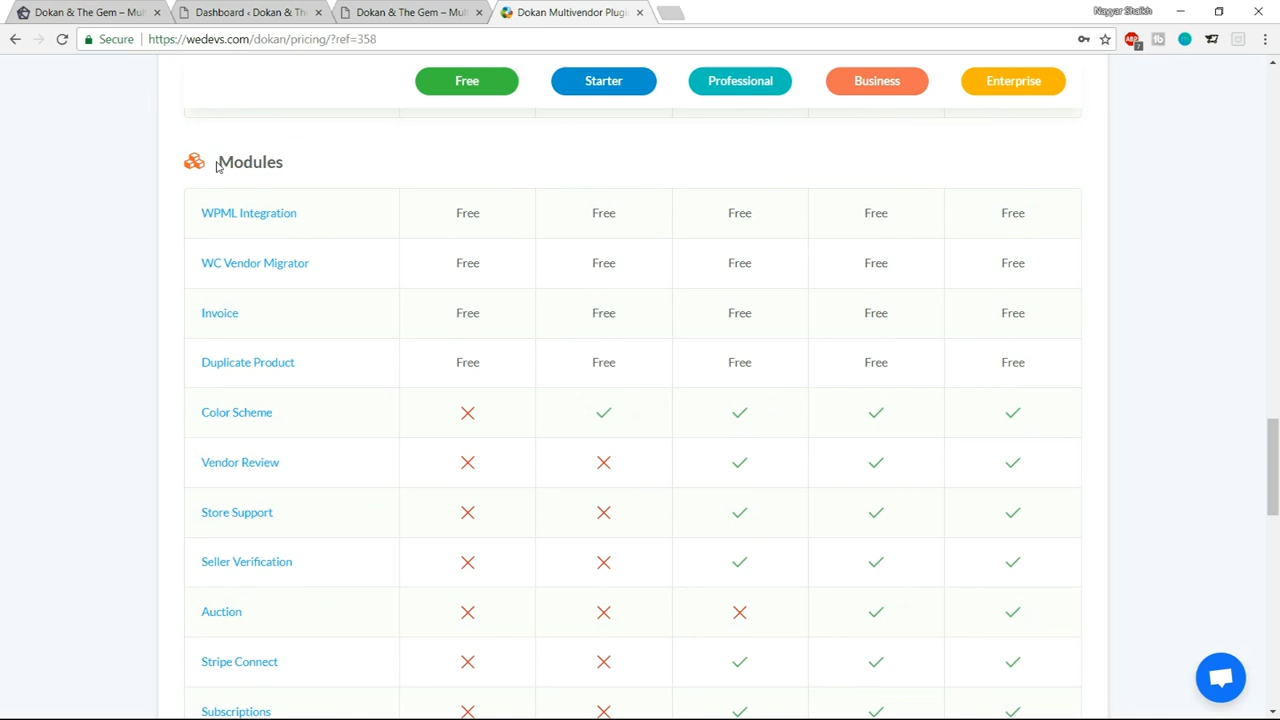 Dokan & The Gem – Mul
Dashboard ‹ Dokan & Th
Dokan & The Gem – Mul
Dokan Multivendor Plugi
Nayyar Shaikh
Secure
https://wedevs.com/dokan/pricing/?ref=358
7
Free Starter Professional Business Enterprise
Modules
WPML Integration Free Free Free Free Free
WC Vendor Migrator Free Free Free Free Free
Invoice Free Free Free Free Free
Duplicate Product Free Free Free Free Free
Color Scheme
Vendor Review
Store Support
Seller Verification
Auction
Stripe Connect
Subscriptions